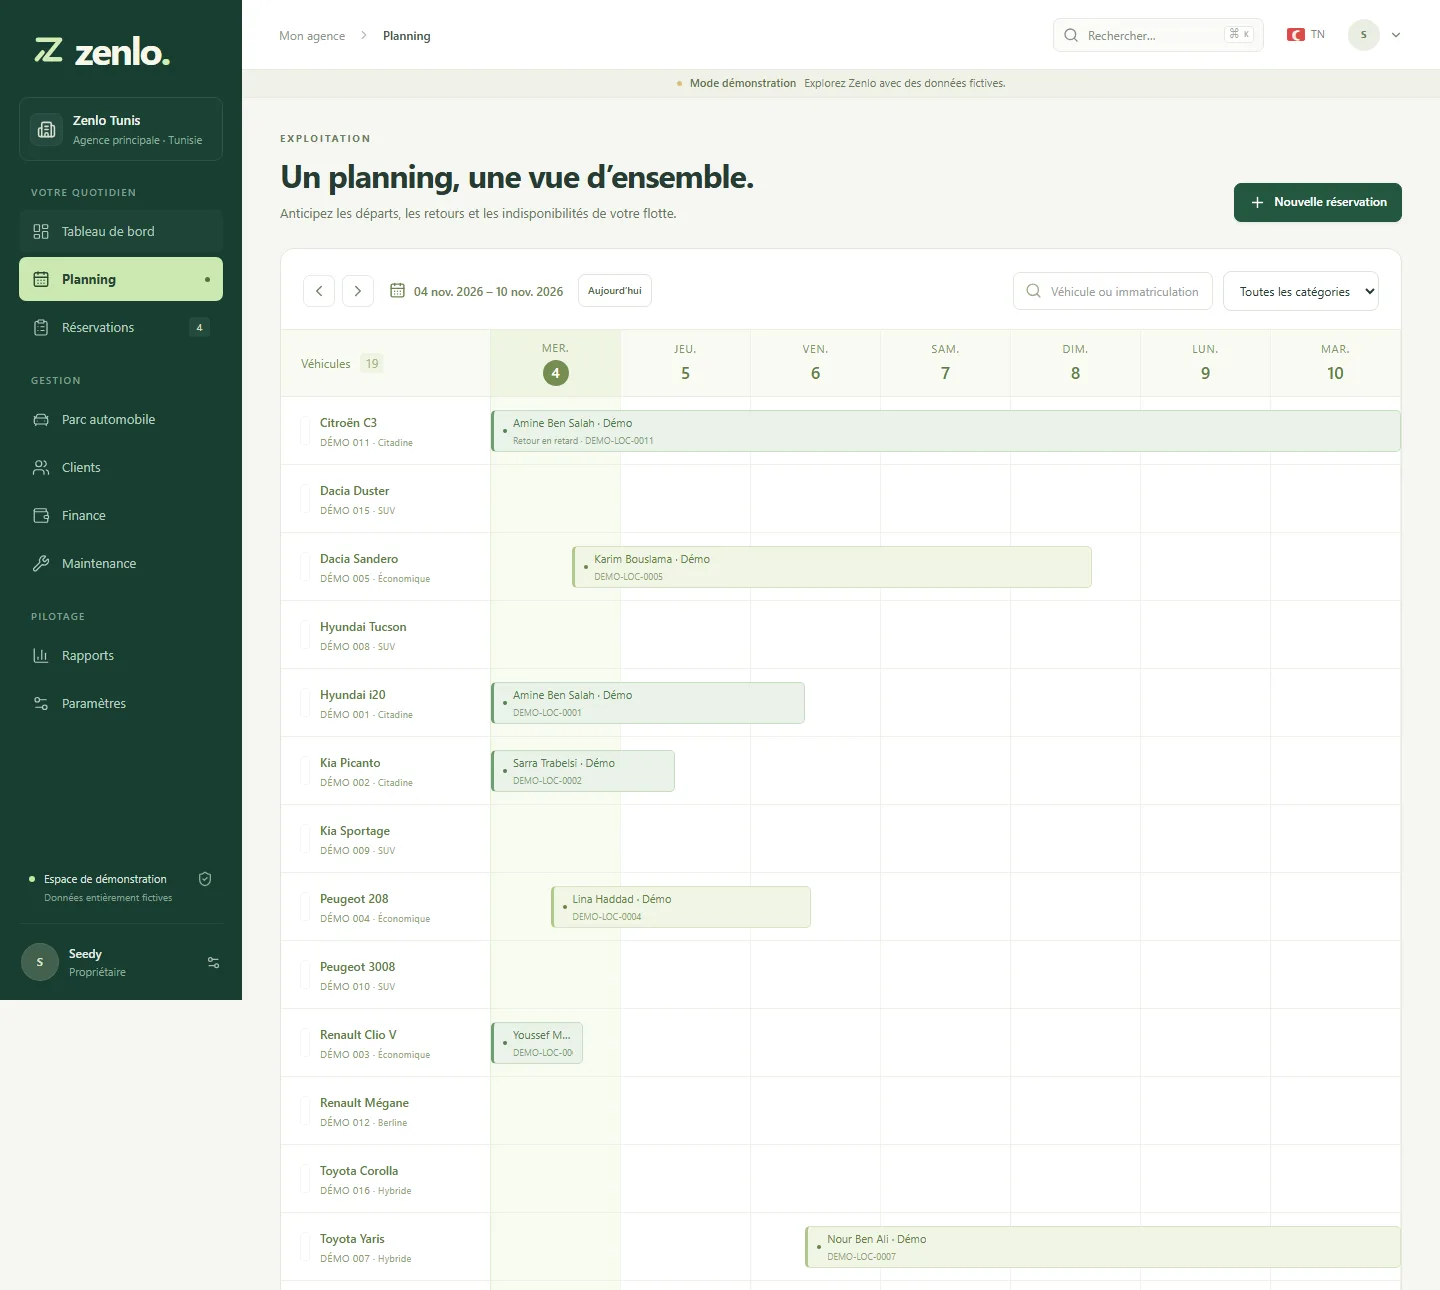 zenlo.
Zenlo Tunis
Agence principale · Tunisie
VOTRE QUOTIDIEN
Tableau de bord
Planning
Réservations 4
GESTION
Parc automobile
Clients
Finance
Maintenance
PILOTAGE
Rapports
Paramètres
Espace de démonstration
Données entièrement fictives
S
Seedy
Propriétaire
Mon agence > Planning
Rechercher... ⌘ K
TN
S
Mode démonstration Explorez Zenlo avec des données fictives.
EXPLOITATION
Un planning, une vue d’ensemble.
Anticipez les départs, les retours et les indisponibilités de votre flotte.
+ Nouvelle réservation
04 nov. 2026 – 10 nov. 2026
Aujourd’hui
Véhicule ou immatriculation
Toutes les catégories
Véhicules 19
MER. 4
JEU. 5
VEN. 6
SAM. 7
DIM. 8
LUN. 9
MAR. 10
Citroën C3
DÉMO 011 · Citadine
Amine Ben Salah · Démo
Retour en retard · DEMO-LOC-0011
Dacia Duster
DÉMO 015 · SUV
Dacia Sandero
DÉMO 005 · Économique
Karim Bouslama · Démo
DEMO-LOC-0005
Hyundai Tucson
DÉMO 008 · SUV
Hyundai i20
DÉMO 001 · Citadine
Amine Ben Salah · Démo
DEMO-LOC-0001
Kia Picanto
DÉMO 002 · Citadine
Sarra Trabelsi · Démo
DEMO-LOC-0002
Kia Sportage
DÉMO 009 · SUV
Peugeot 208
DÉMO 004 · Économique
Lina Haddad · Démo
DEMO-LOC-0004
Peugeot 3008
DÉMO 010 · SUV
Renault Clio V
DÉMO 003 · Économique
Youssef M...
DEMO-LOC-00
Renault Mégane
DÉMO 012 · Berline
Toyota Corolla
DÉMO 016 · Hybride
Toyota Yaris
DÉMO 007 · Hybride
Nour Ben Ali · Démo
DEMO-LOC-0007